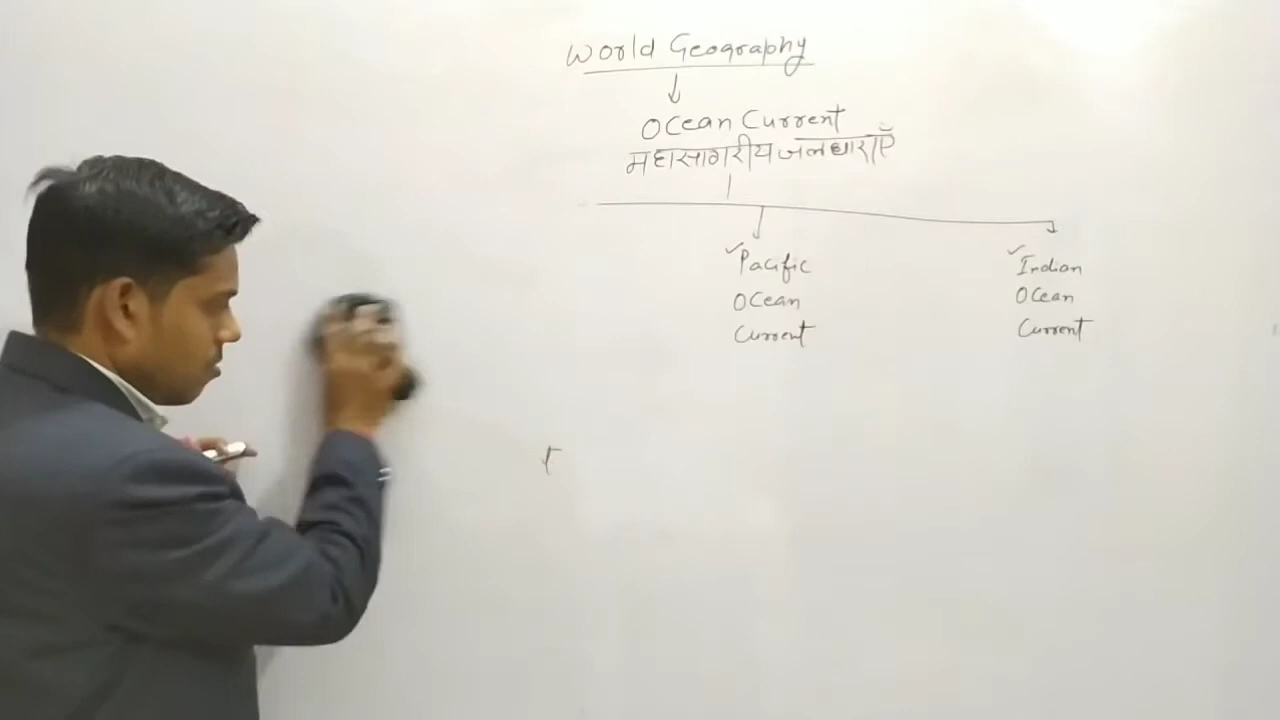 World Geography
Ocean Current
महासागरीय जलधाराएँ
Pacific
Ocean
Current
Indian
Ocean
Current